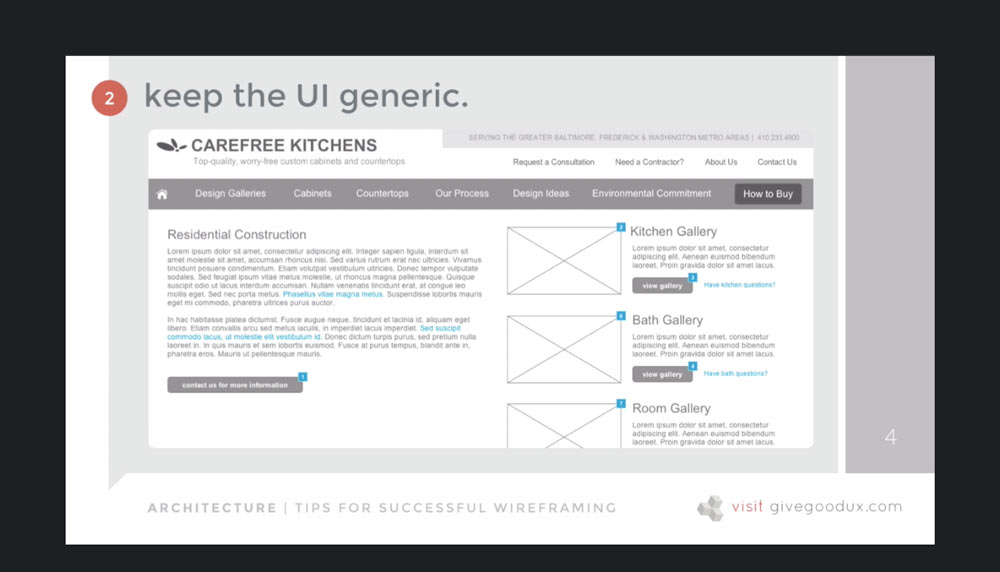 2 keep the UI generic.
SERVING THE GREATER BALTIMORE, FREDERICK & WASHINGTON METRO AREAS | 410.233.4900
CAREFREE KITCHENS
Top-quality, worry-free custom cabinets and countertops
Request a Consultation Need a Contractor? About Us Contact Us
Design Galleries Cabinets Countertops Our Process Design Ideas Environmental Commitment How to Buy
Residential Construction
Lorem ipsum dolor sit amet, consectetur adipiscing elit. Integer sapien ligula, interdum sit
amet molestie sit amet, accumsan rhoncus nisi. Sed varius rutrum erat nec ultricies. Vivamus
tincidunt posuere condimentum. Etiam volutpat vestibulum ultricies. Donec tempor vulputate
sodales. Sed feugiat ipsum vitae metus molestie, ut rhoncus magna pellentesque. Quisque
suscipit odio ut lacus interdum accumsan. Nullam venenatis tincidunt erat, at congue leo
mollis eget. Sed nec porta metus. Phasellus vitae magna metus. Suspendisse lobortis mauris
eget mi commodo, pharetra ultrices purus auctor.
In hac habitasse platea dictumst. Fusce augue neque, tincidunt et lacinia id, aliquam eget
libero. Etiam convallis arcu sed metus iaculis, in imperdiet lacus imperdiet. Sed suscipit
commodo lacus, ut molestie elit vestibulum id. Donec dictum turpis purus, sed pretium nulla
laoreet in. In quis mauris et sem lobortis euismod. Fusce at purus tempus, blandit ante in,
pharetra eros. Mauris ut pellentesque mauris.
contact us for more information 1
2 Kitchen Gallery
Lorem ipsum dolor sit amet, consectetur
adipiscing elit. Aenean euismod bibendum
laoreet. Proin gravida dolor sit amet lacus.
view gallery 3 Have kitchen questions?
5 Bath Gallery
Lorem ipsum dolor sit amet, consectetur
adipiscing elit. Aenean euismod bibendum
laoreet. Proin gravida dolor sit amet lacus.
view gallery Have bath questions?
7 Room Gallery
Lorem ipsum dolor sit amet, consectetur
adipiscing elit. Aenean euismod bibendum
laoreet. Proin gravida dolor sit amet lacus.
4
ARCHITECTURE | TIPS FOR SUCCESSFUL WIREFRAMING
visit givegoodux.com